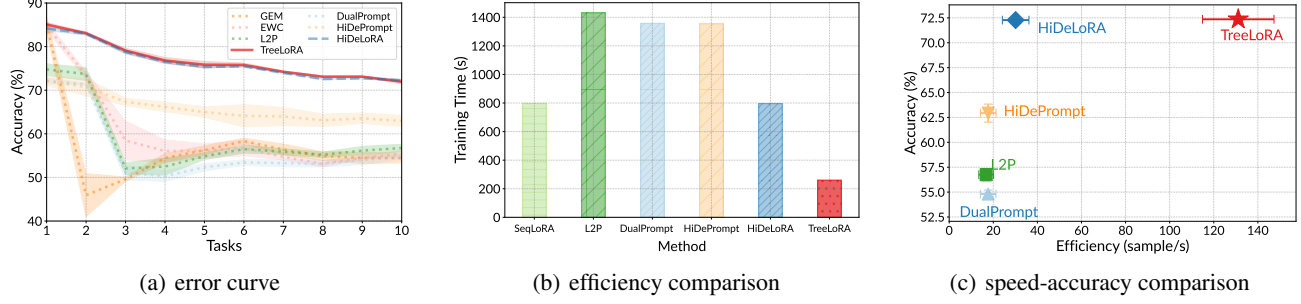 90
80
70
60
50
40
Accuracy (%)
1 2 3 4 5 6 7 8 9 10
Tasks
GEM
EWC
L2P
TreeLoRA
DualPrompt
HiDePrompt
HiDeLoRA
(a) error curve
1400
1200
1000
800
600
400
200
0
Training Time (s)
SeqLoRA L2P DualPrompt HiDePrompt HiDeLoRA TreeLoRA
Method
(b) efficiency comparison
72.5
70.0
67.5
65.0
62.5
60.0
57.5
55.0
52.5
Accuracy (%)
HiDeLoRA
TreeLoRA
HiDePrompt
L2P
DualPrompt
0 20 40 60 80 100 120 140
Efficiency (sample/s)
(c) speed-accuracy comparison